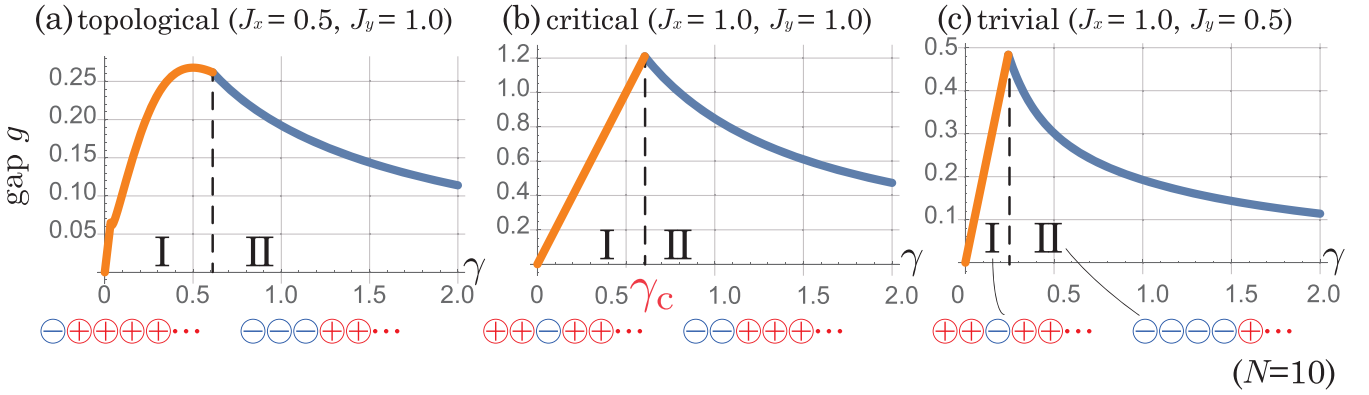 (a) topological (Jx = 0.5, Jy = 1.0)
(b) critical (Jx = 1.0, Jy = 1.0)
(c) trivial (Jx = 1.0, Jy = 0.5)
gap g
0.25
0.20
0.15
0.10
0.05
I
II
γ
0
0.5
1.0
1.5
2.0
⊖⊕⊕⊕⊕···
⊖⊖⊖⊕⊕···
1.2
1.0
0.8
0.6
0.4
0.2
I
II
γ
0
0.5
γc
1.0
1.5
2.0
⊕⊕⊖⊕⊕···
⊖⊖⊕⊕⊕···
0.5
0.4
0.3
0.2
0.1
I
II
γ
0
0.5
1.0
1.5
2.0
⊕⊕⊖⊕⊕···
⊖⊖⊖⊖⊕···
(N=10)